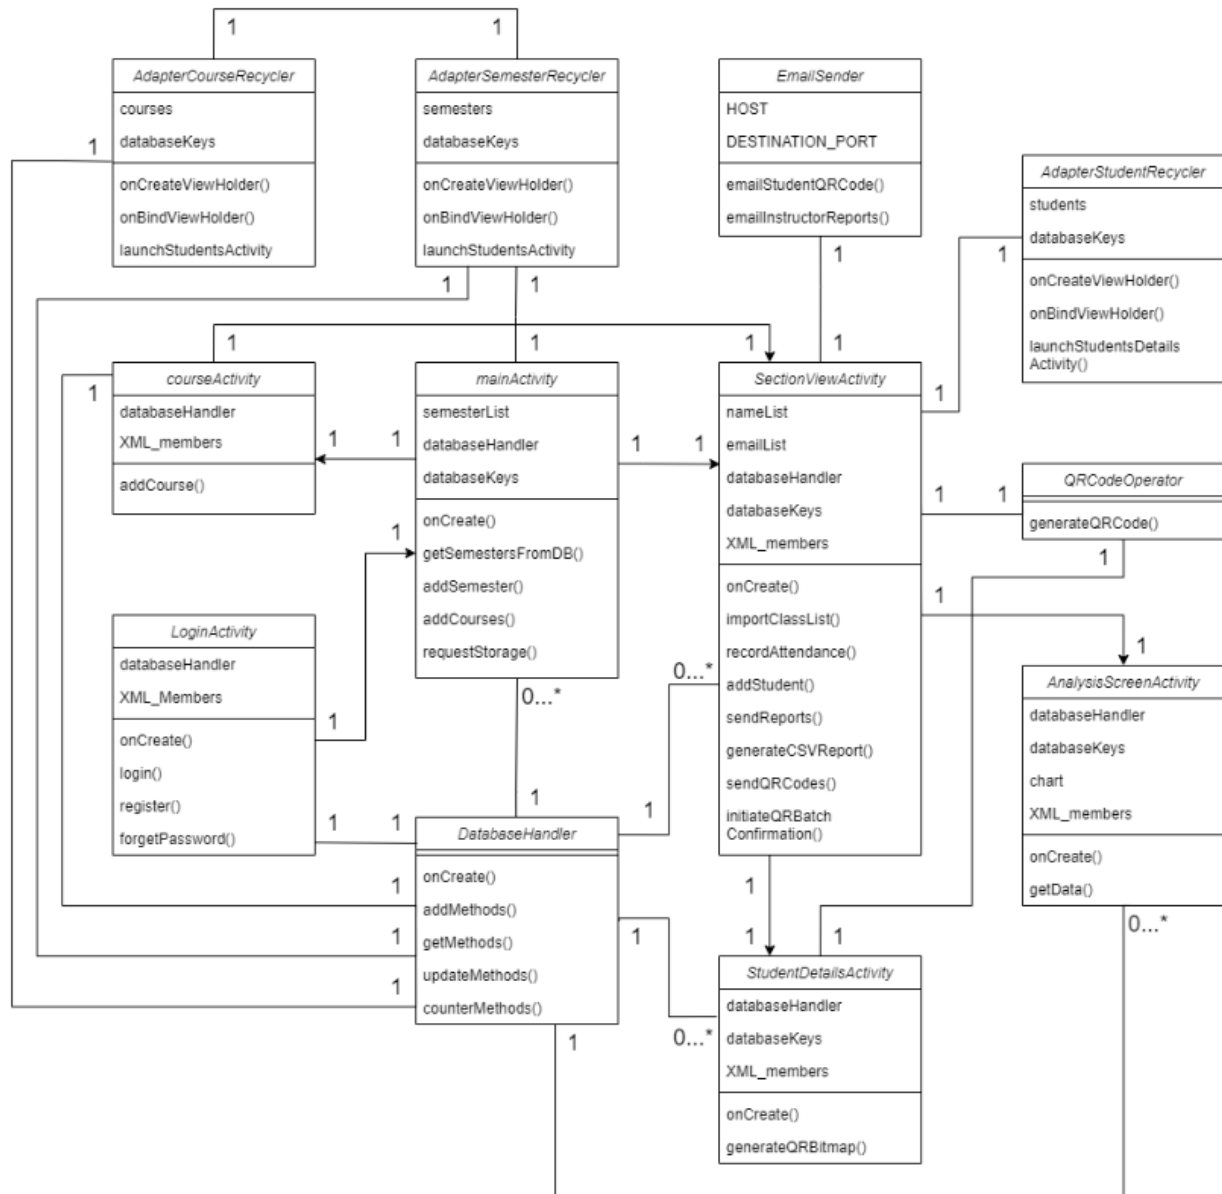 1
1
AdapterCourseRecycler
courses
databaseKeys
onCreateViewHolder()
onBindViewHolder()
launchStudentsActivity
1
AdapterSemesterRecycler
semesters
databaseKeys
onCreateViewHolder()
onBindViewHolder()
launchStudentsActivity
1
1
EmailSender
HOST
DESTINATION_PORT
emailStudentQRCode()
emailInstructorReports()
1
AdapterStudentRecycler
students
databaseKeys
onCreateViewHolder()
onBindViewHolder()
launchStudentsDetails
Activity()
1
1
1
1
1
courseActivity
databaseHandler
XML_members
addCourse()
1
1
1
mainActivity
semesterList
databaseHandler
databaseKeys
onCreate()
getSemestersFromDB()
addSemester()
addCourses()
requestStorage()
1
1
1
0...*
SectionViewActivity
nameList
emailList
databaseHandler
databaseKeys
XML_members
onCreate()
importClassList()
recordAttendance()
addStudent()
sendReports()
generateCSVReport()
sendQRCodes()
initiateQRBatch
Confirmation()
1
1
1
1
0...*
1
QRCodeOperator
generateQRCode()
1
LoginActivity
databaseHandler
XML_Members
onCreate()
login()
register()
forgetPassword()
1
1
1
1
1
DatabaseHandler
onCreate()
addMethods()
getMethods()
updateMethods()
counterMethods()
1
1
1
1
1
1
AnalysisScreenActivity
databaseHandler
databaseKeys
chart
XML_members
onCreate()
getData()
0...*
1
1
1
StudentDetailsActivity
databaseHandler
databaseKeys
XML_members
onCreate()
generateQRBitmap()
0...*